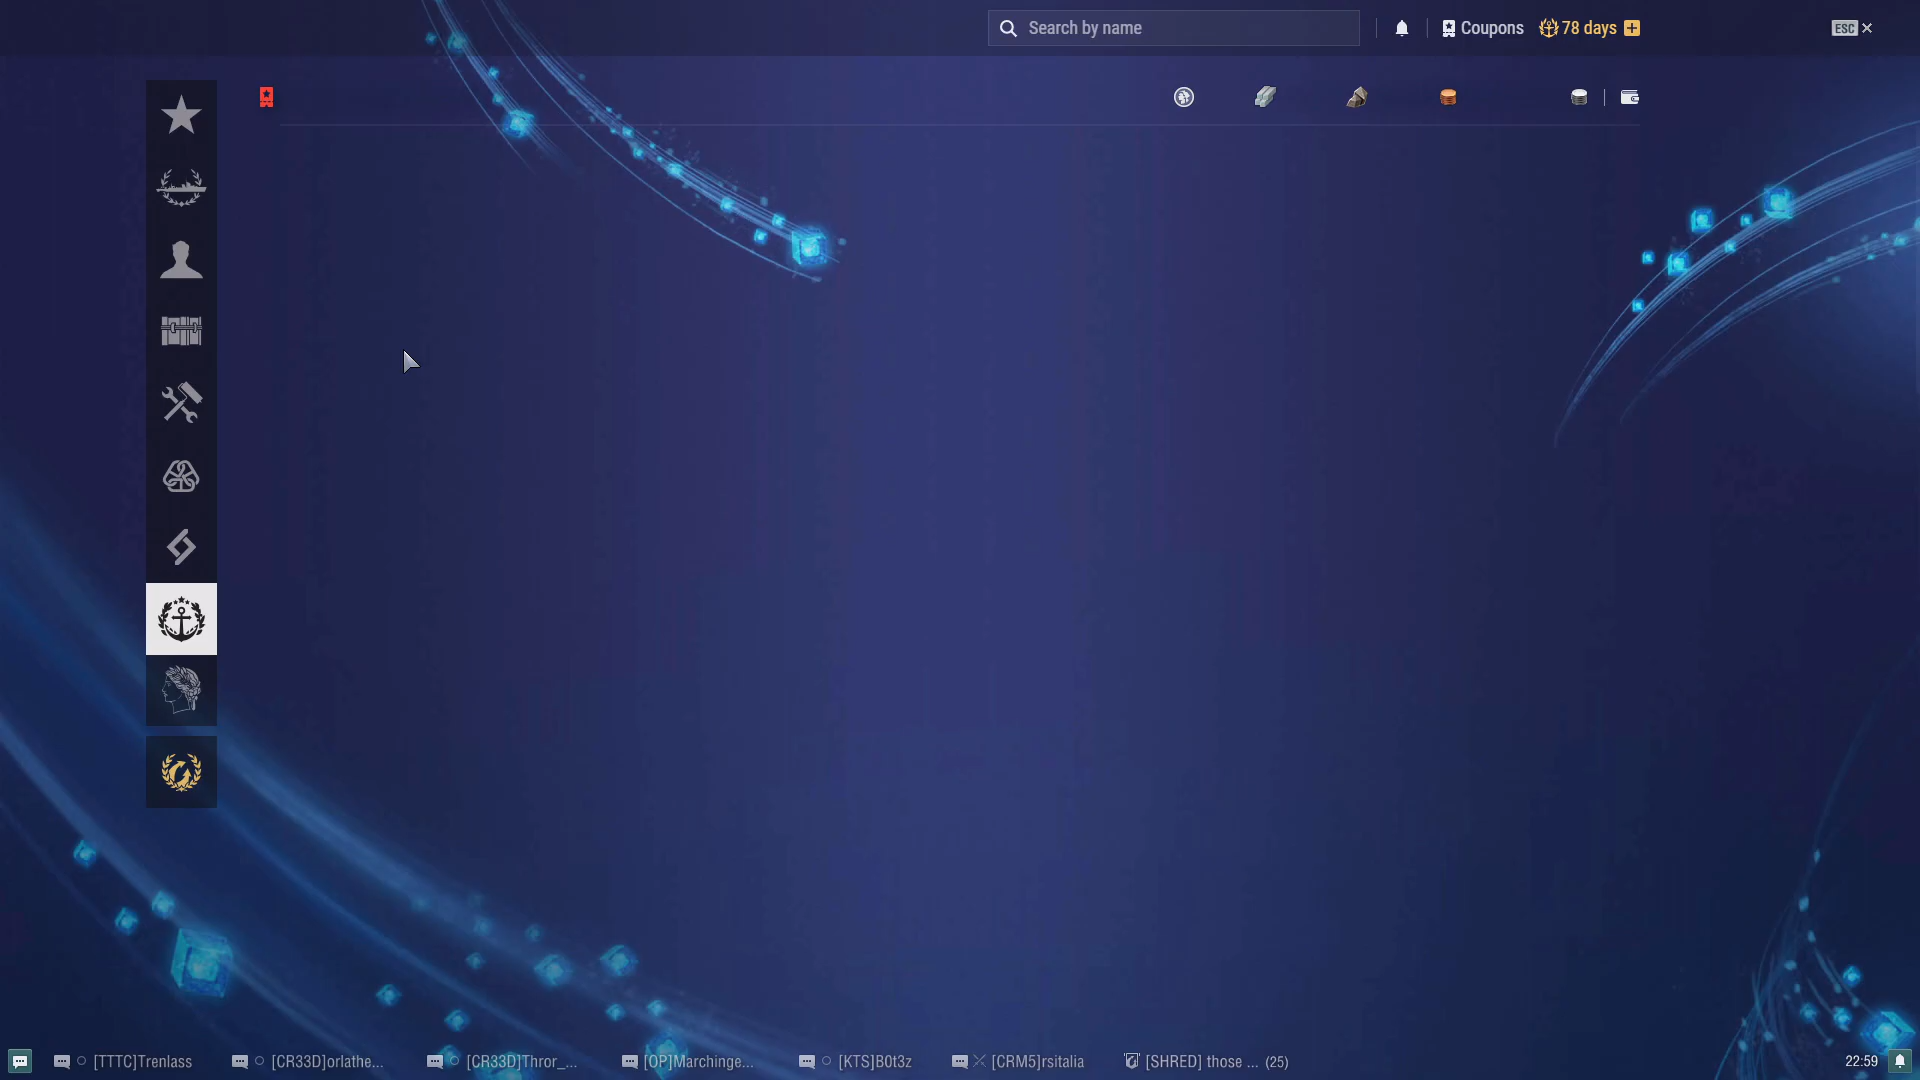 Search by name
Coupons
78 days
ESC
[TTTC]Trenlass
[CR33D]orlathe...
[CR33D]Thror_...
[OP]Marchinge...
[KTS]B0t3z
[CRM5]rsitalia
[SHRED] those ... (25)
22:59